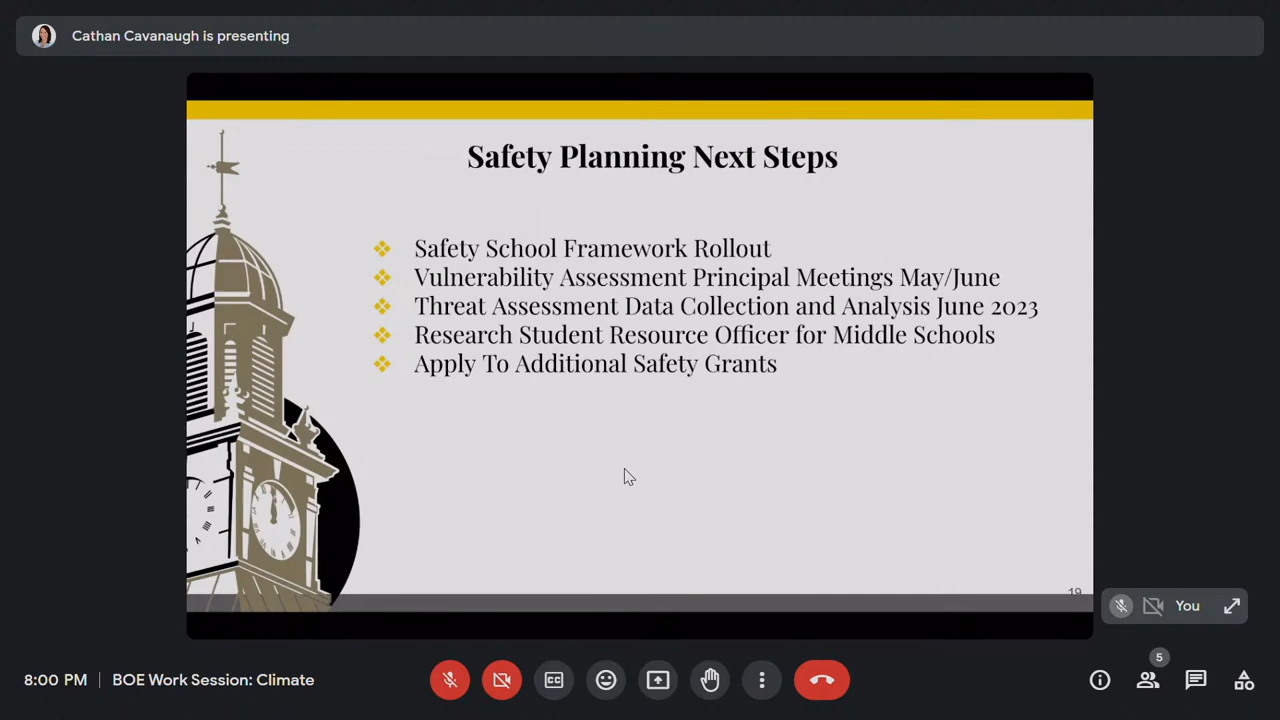 Cathan Cavanaugh is presenting
Safety Planning Next Steps
Safety School Framework Rollout
Vulnerability Assessment Principal Meetings May/June
Threat Assessment Data Collection and Analysis June 2023
Research Student Resource Officer for Middle Schools
Apply To Additional Safety Grants
19
You
8:00 PM | BOE Work Session: Climate
5